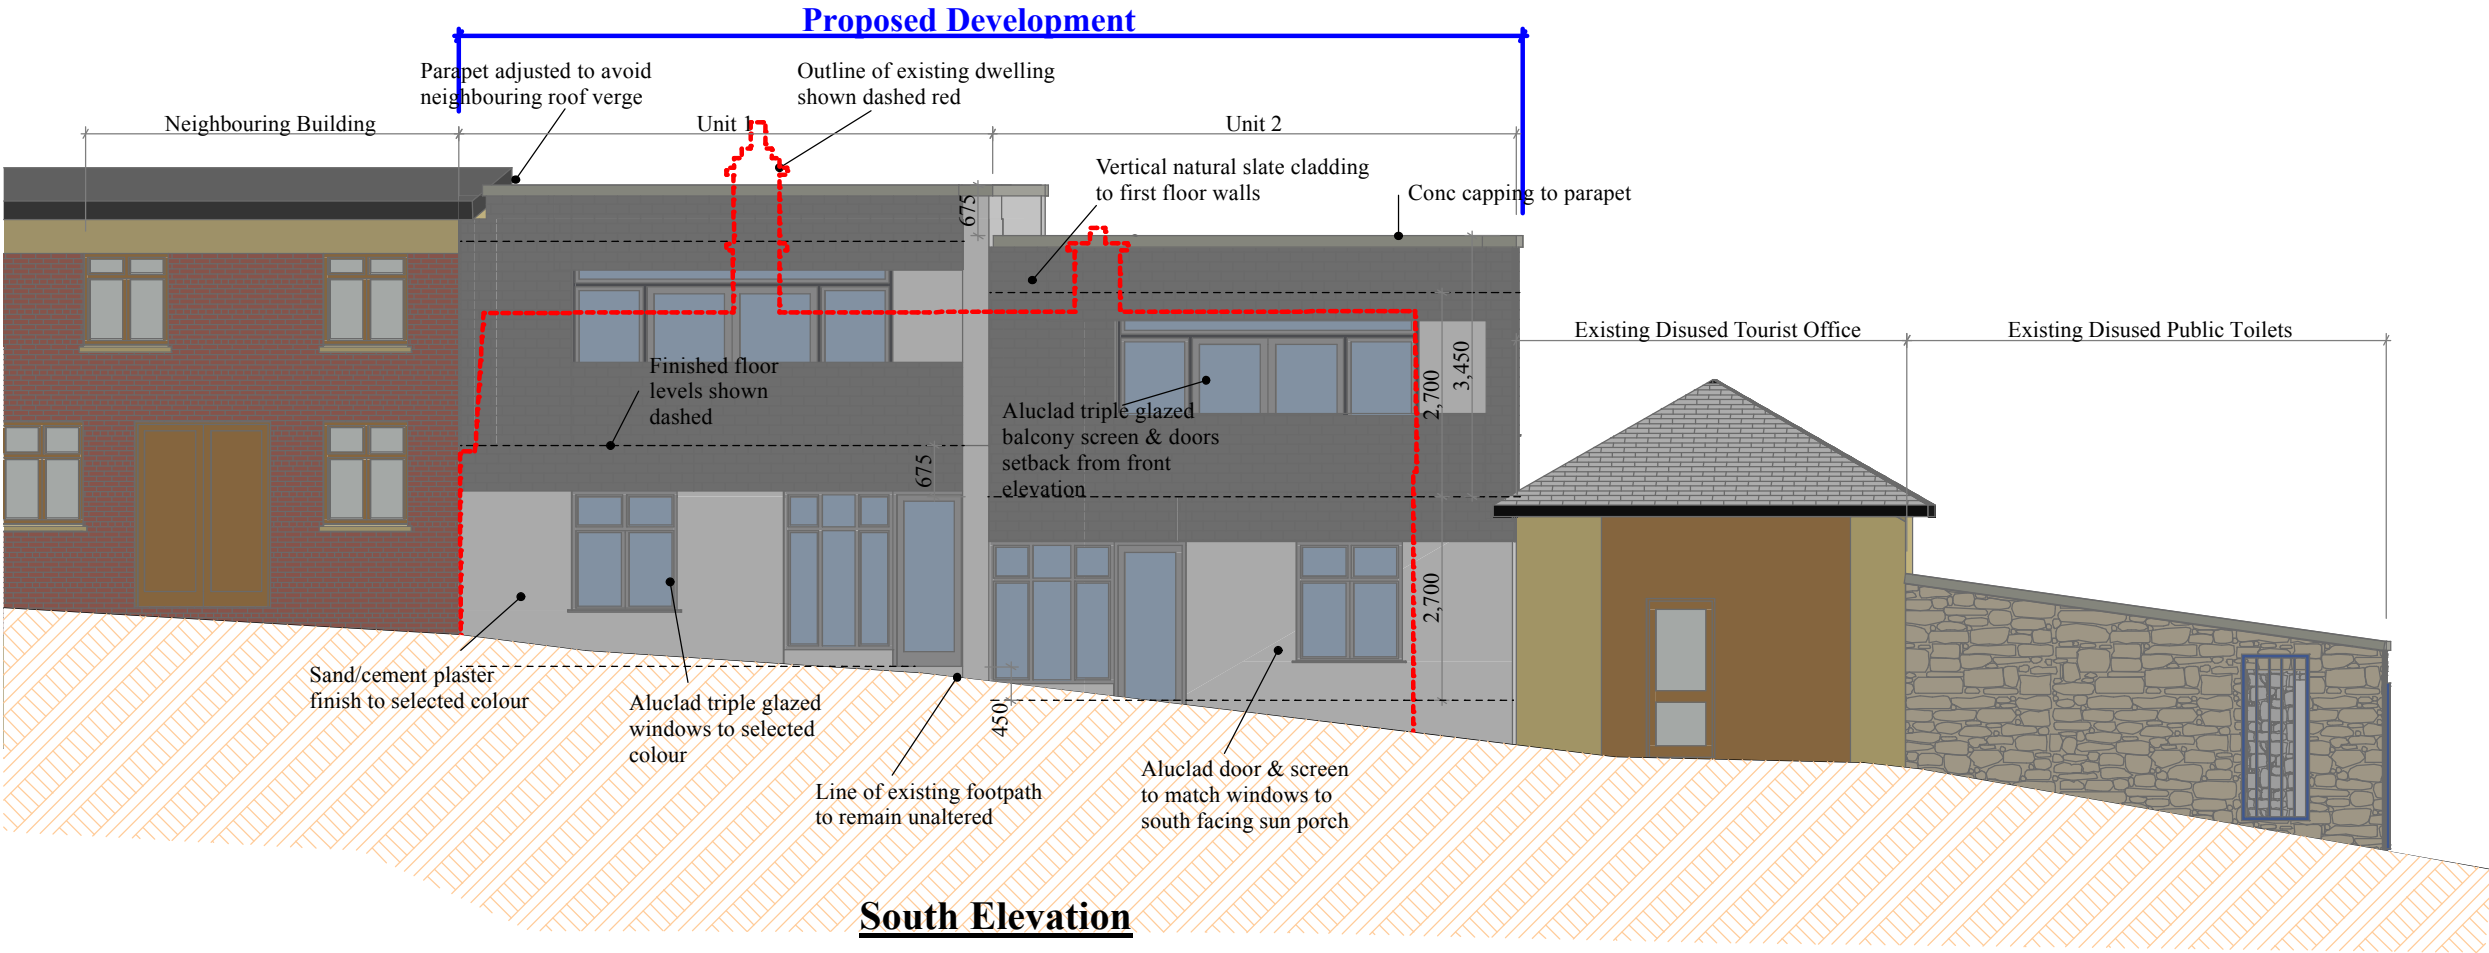 Proposed Development
Parapet adjusted to avoid
neighbouring roof verge
Outline of existing dwelling
shown dashed red
Neighbouring Building
Unit 1
Unit 2
Vertical natural slate cladding
to first floor walls
Conc capping to parapet
675
Existing Disused Tourist Office
Existing Disused Public Toilets
Finished floor
levels shown
dashed
3,450
2,700
Aluclad triple glazed
balcony screen & doors
setback from front
elevation
675
2,700
Sand/cement plaster
finish to selected colour
Aluclad triple glazed
windows to selected
colour
450
Line of existing footpath
to remain unaltered
Aluclad door & screen
to match windows to
south facing sun porch
South Elevation